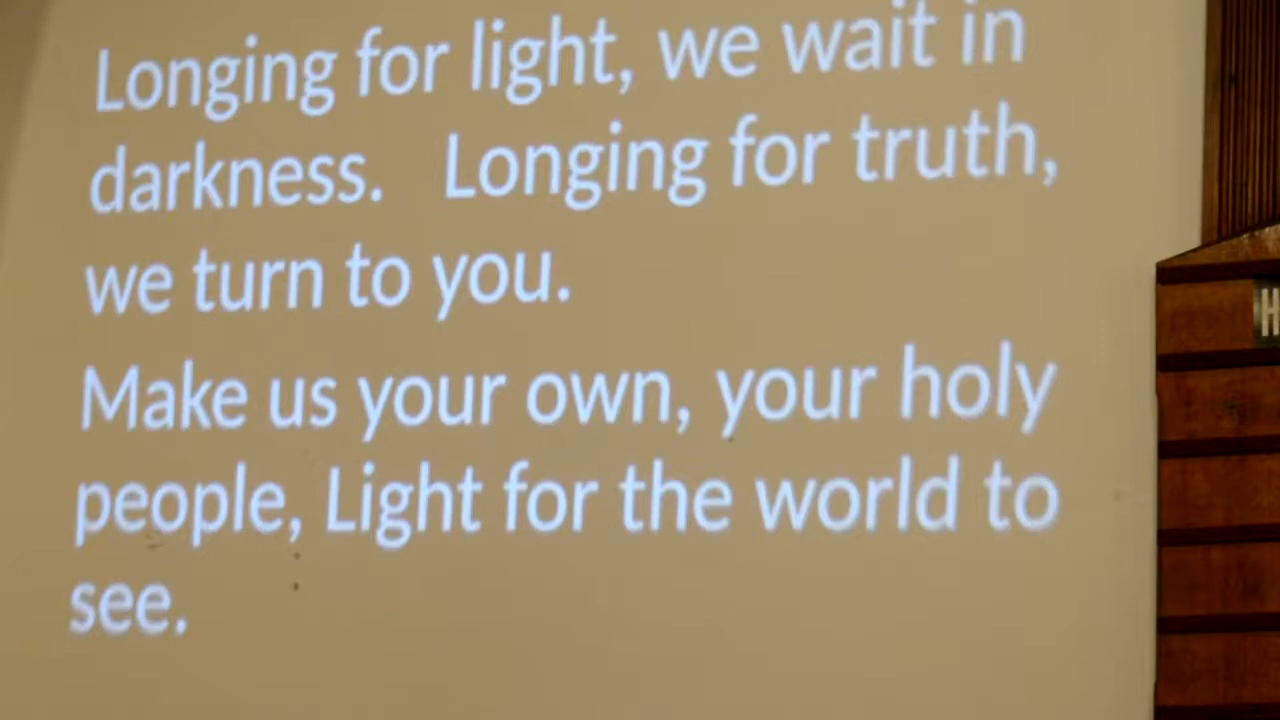 Longing for light, we wait in
darkness. Longing for truth,
we turn to you.
Make us your own, your holy
people, Light for the world to
see.
H